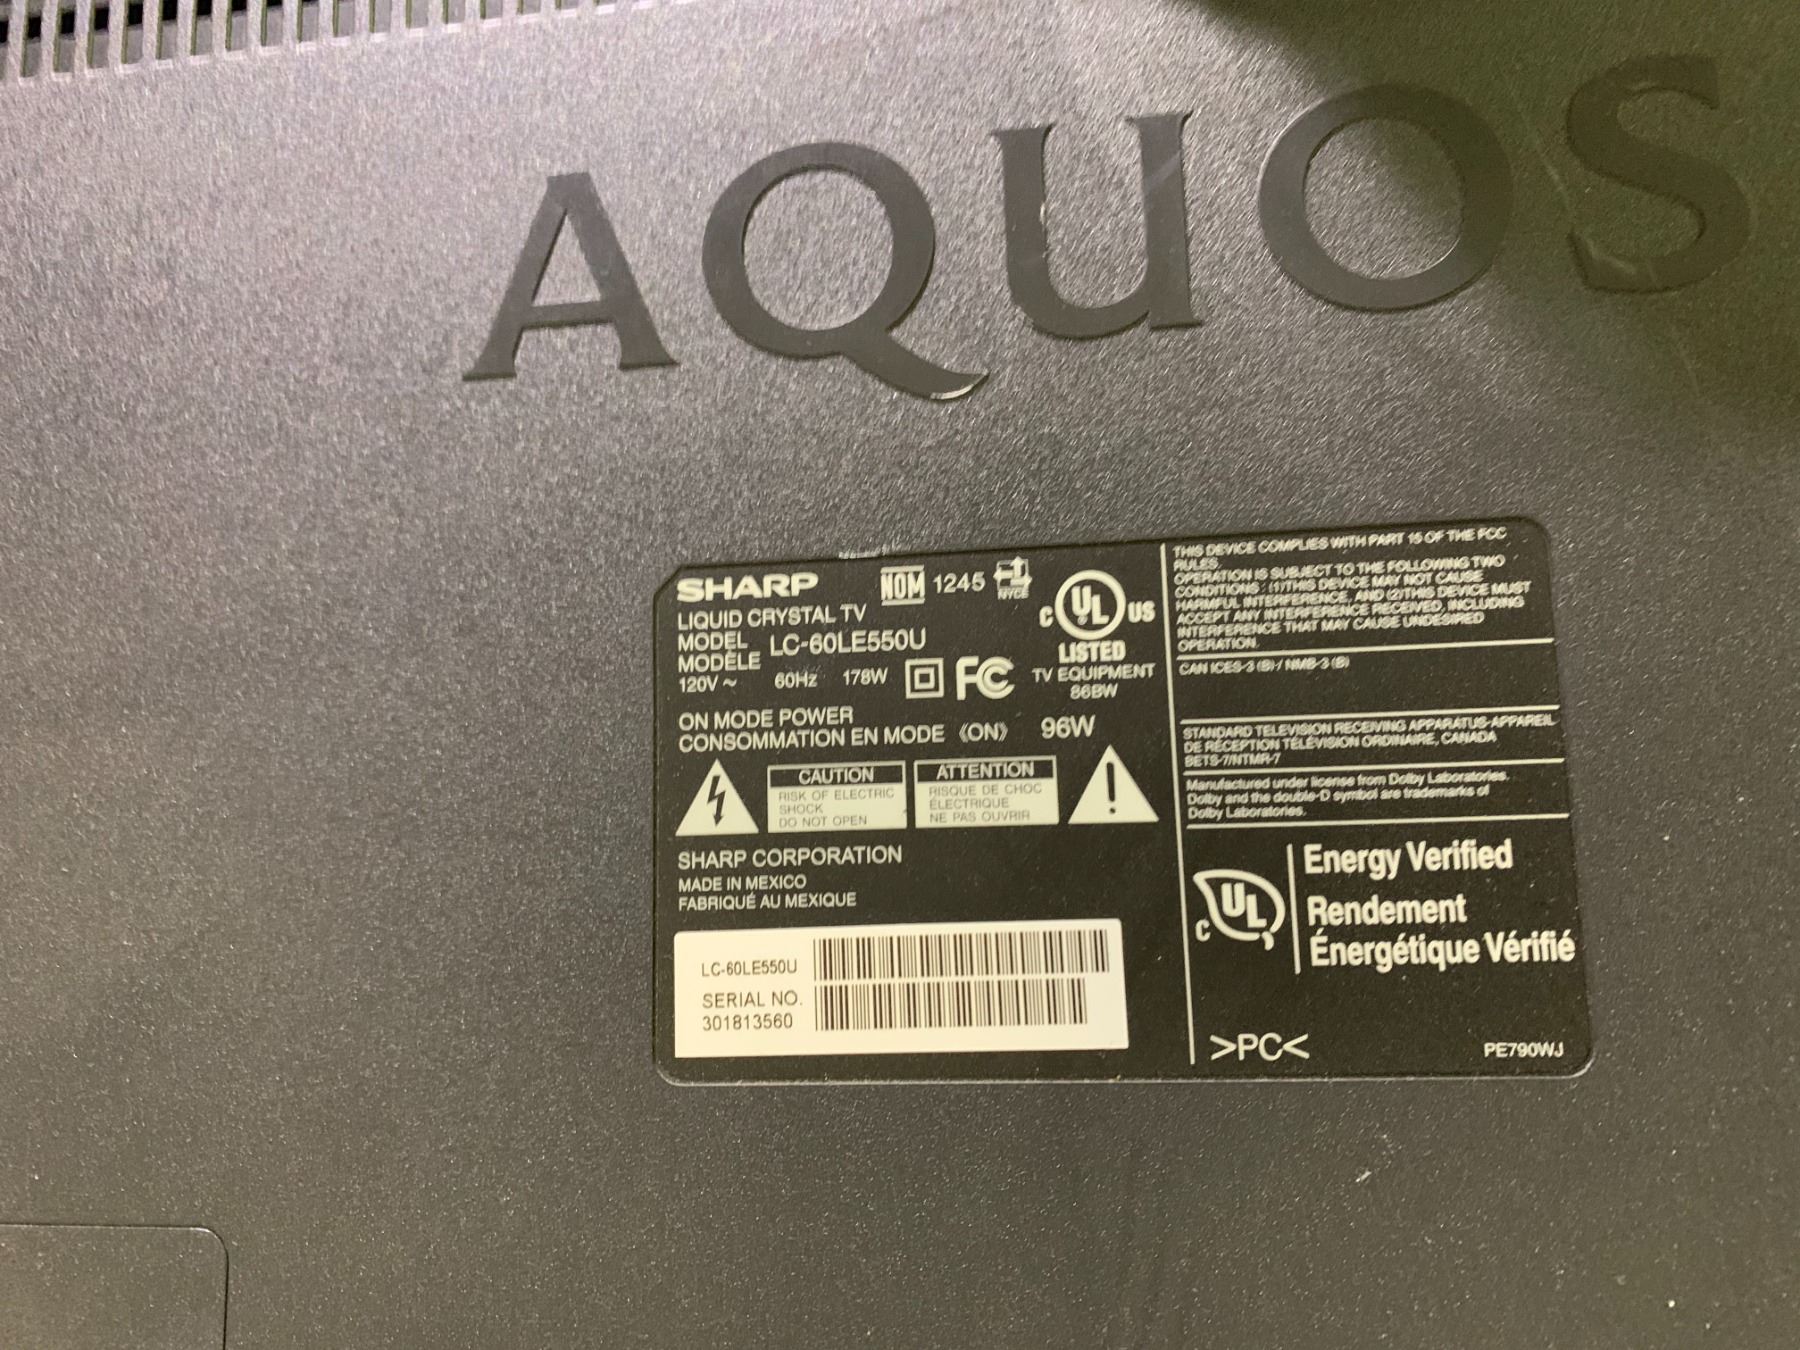 AQUOS
SHARP
NOM 1245 NYCE
LIQUID CRYSTAL TV
MODEL
MODÈLE LC-60LE550U
120V ~ 60Hz 178W
FC
C UL US
LISTED
TV EQUIPMENT
86BW
ON MODE POWER
CONSOMMATION EN MODE 《ON》 96W
CAUTION
RISK OF ELECTRIC
SHOCK
DO NOT OPEN
ATTENTION
RISQUE DE CHOC
ÉLECTRIQUE
NE PAS OUVRIR
SHARP CORPORATION
MADE IN MEXICO
FABRIQUÉ AU MEXIQUE
LC-60LE550U
SERIAL NO.
301813560
THIS DEVICE COMPLIES WITH PART 15 OF THE FCC
RULES.
OPERATION IS SUBJECT TO THE FOLLOWING TWO
CONDITIONS: (1)THIS DEVICE MAY NOT CAUSE
HARMFUL INTERFERENCE, AND (2)THIS DEVICE MUST
ACCEPT ANY INTERFERENCE RECEIVED, INCLUDING
INTERFERENCE THAT MAY CAUSE UNDESIRED
OPERATION.
CAN ICES-3 (B) / NMB-3 (B)
STANDARD TELEVISION RECEIVING APPARATUS-APPAREIL
DE RÉCEPTION TÉLÉVISION ORDINAIRE, CANADA
BETS-7/NTMR-7
Manufactured under license from Dolby Laboratories.
Dolby and the double-D symbol are trademarks of
Dolby Laboratories.
C UL
Energy Verified
Rendement
Énergétique Vérifié
>PC<
PE790WJ